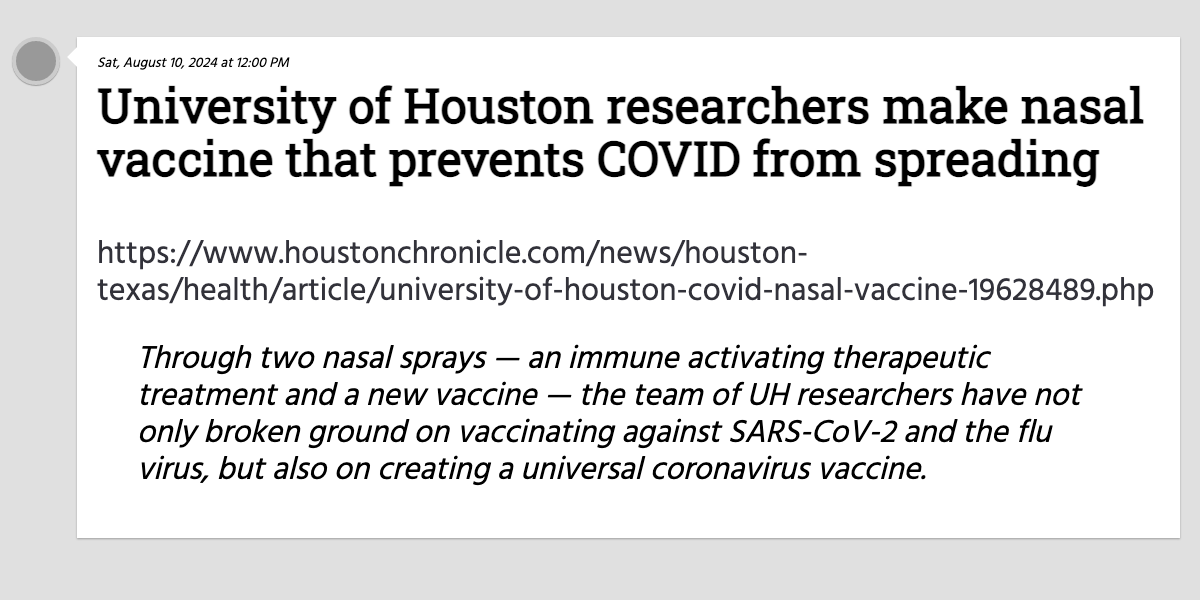 Sat, August 10, 2024 at 12:00 PM
University of Houston researchers make nasal
vaccine that prevents COVID from spreading
https://www.houstonchronicle.com/news/houston-
texas/health/article/university-of-houston-covid-nasal-vaccine-19628489.php
Through two nasal sprays — an immune activating therapeutic
treatment and a new vaccine — the team of UH researchers have not
only broken ground on vaccinating against SARS-CoV-2 and the flu
virus, but also on creating a universal coronavirus vaccine.